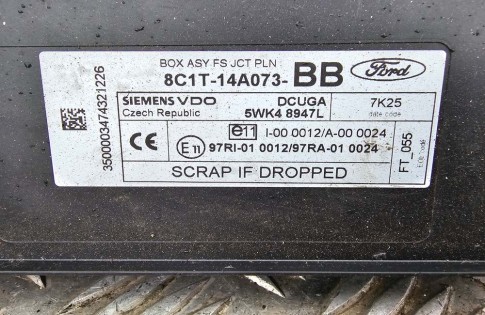 BOX ASY FS JCT PLN
8C1T-14A073-BB
Ford
SIEMENS VDO DCUGA 7K25
Czech Republic 5WK4 8947L date code
3500003474321226
CE e11 I-00 0012/A-00 0024
E11 97RI-01 0012/97RA-01 0024
FT_055
SCRAP IF DROPPED